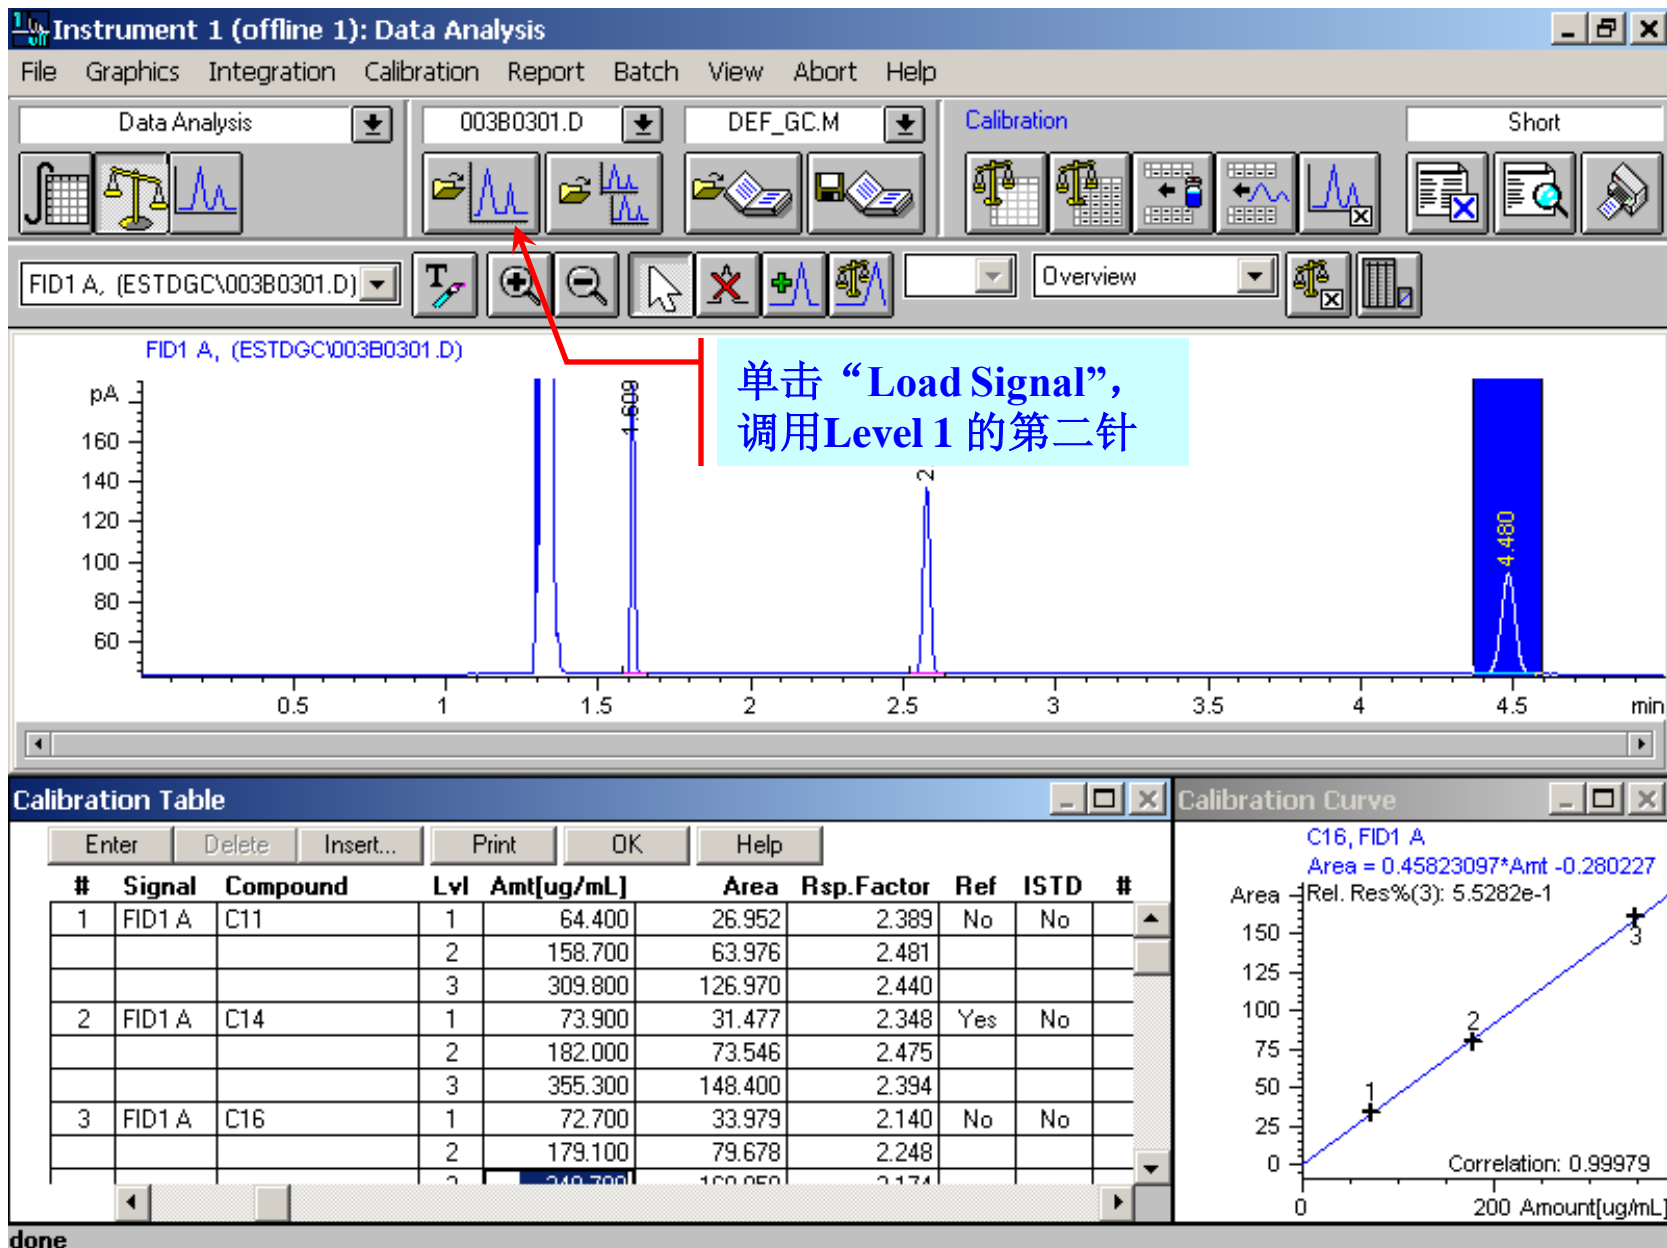 Instrument 1 (offline 1): Data Analysis
File Graphics Integration Calibration Report Batch View Abort Help
Data Analysis 003B0301.D DEF_GC.M Calibration Short
FID1 A, (ESTDGC\003B0301.D) Overview
FID1 A, (ESTDGC\003B0301.D)
pA
160
140
120
100
80
60
1.609
2
4.480
单击“Load Signal”,
调用Level 1 的第二针
0.5 1 1.5 2 2.5 3 3.5 4 4.5 min
Calibration Table
Enter Delete Insert... Print OK Help
# Signal Compound Lvl Amt[ug/mL] Area Rsp.Factor Ref ISTD #
1 FID1 A C11 1 64.400 26.952 2.389 No No
2 158.700 63.976 2.481
3 309.800 126.970 2.440
2 FID1 A C14 1 73.900 31.477 2.348 Yes No
2 182.000 73.546 2.475
3 355.300 148.400 2.394
3 FID1 A C16 1 72.700 33.979 2.140 No No
2 179.100 79.678 2.248
Calibration Curve
C16, FID1 A
Area = 0.45823097*Amt -0.280227
Area Rel. Res%(3): 5.5282e-1
150
125
100
75
50
25
0
1
2
3
Correlation: 0.99979
0 200 Amount[ug/mL]
done